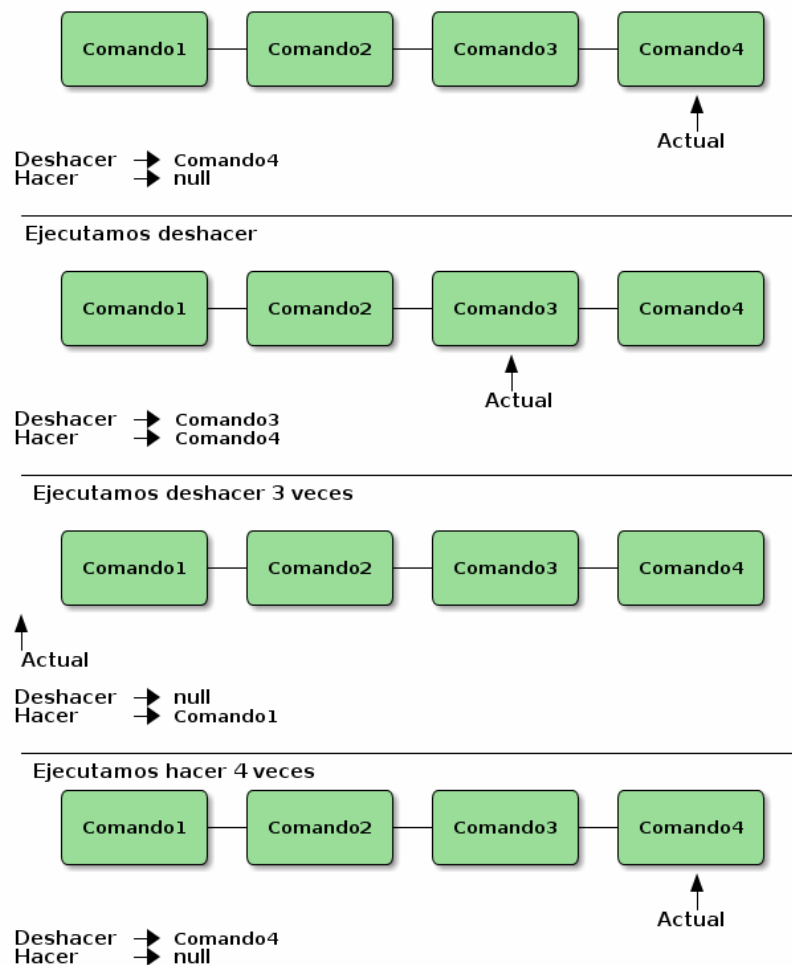 Comando1 Comando2 Comando3 Comando4
Actual
Deshacer Comando4
Hacer null
Ejecutamos deshacer
Comando1 Comando2 Comando3 Comando4
Actual
Deshacer Comando3
Hacer Comando4
Ejecutamos deshacer 3 veces
Comando1 Comando2 Comando3 Comando4
Actual
Deshacer null
Hacer Comando1
Ejecutamos hacer 4 veces
Comando1 Comando2 Comando3 Comando4
Actual
Deshacer Comando4
Hacer null